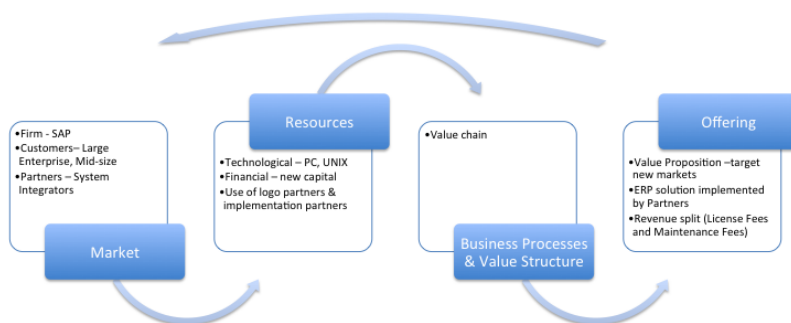 •Firm - SAP
•Customers– Large
Enterprise, Mid-size
•Partners – System
Integrators
Market
Resources
•Technological – PC, UNIX
•Financial – new capital
•Use of logo partners &
implementation partners
•Value chain
Business Processes
& Value Structure
Offering
•Value Proposition –target
new markets
•ERP solution implemented
by Partners
•Revenue split (License Fees
and Maintenance Fees)